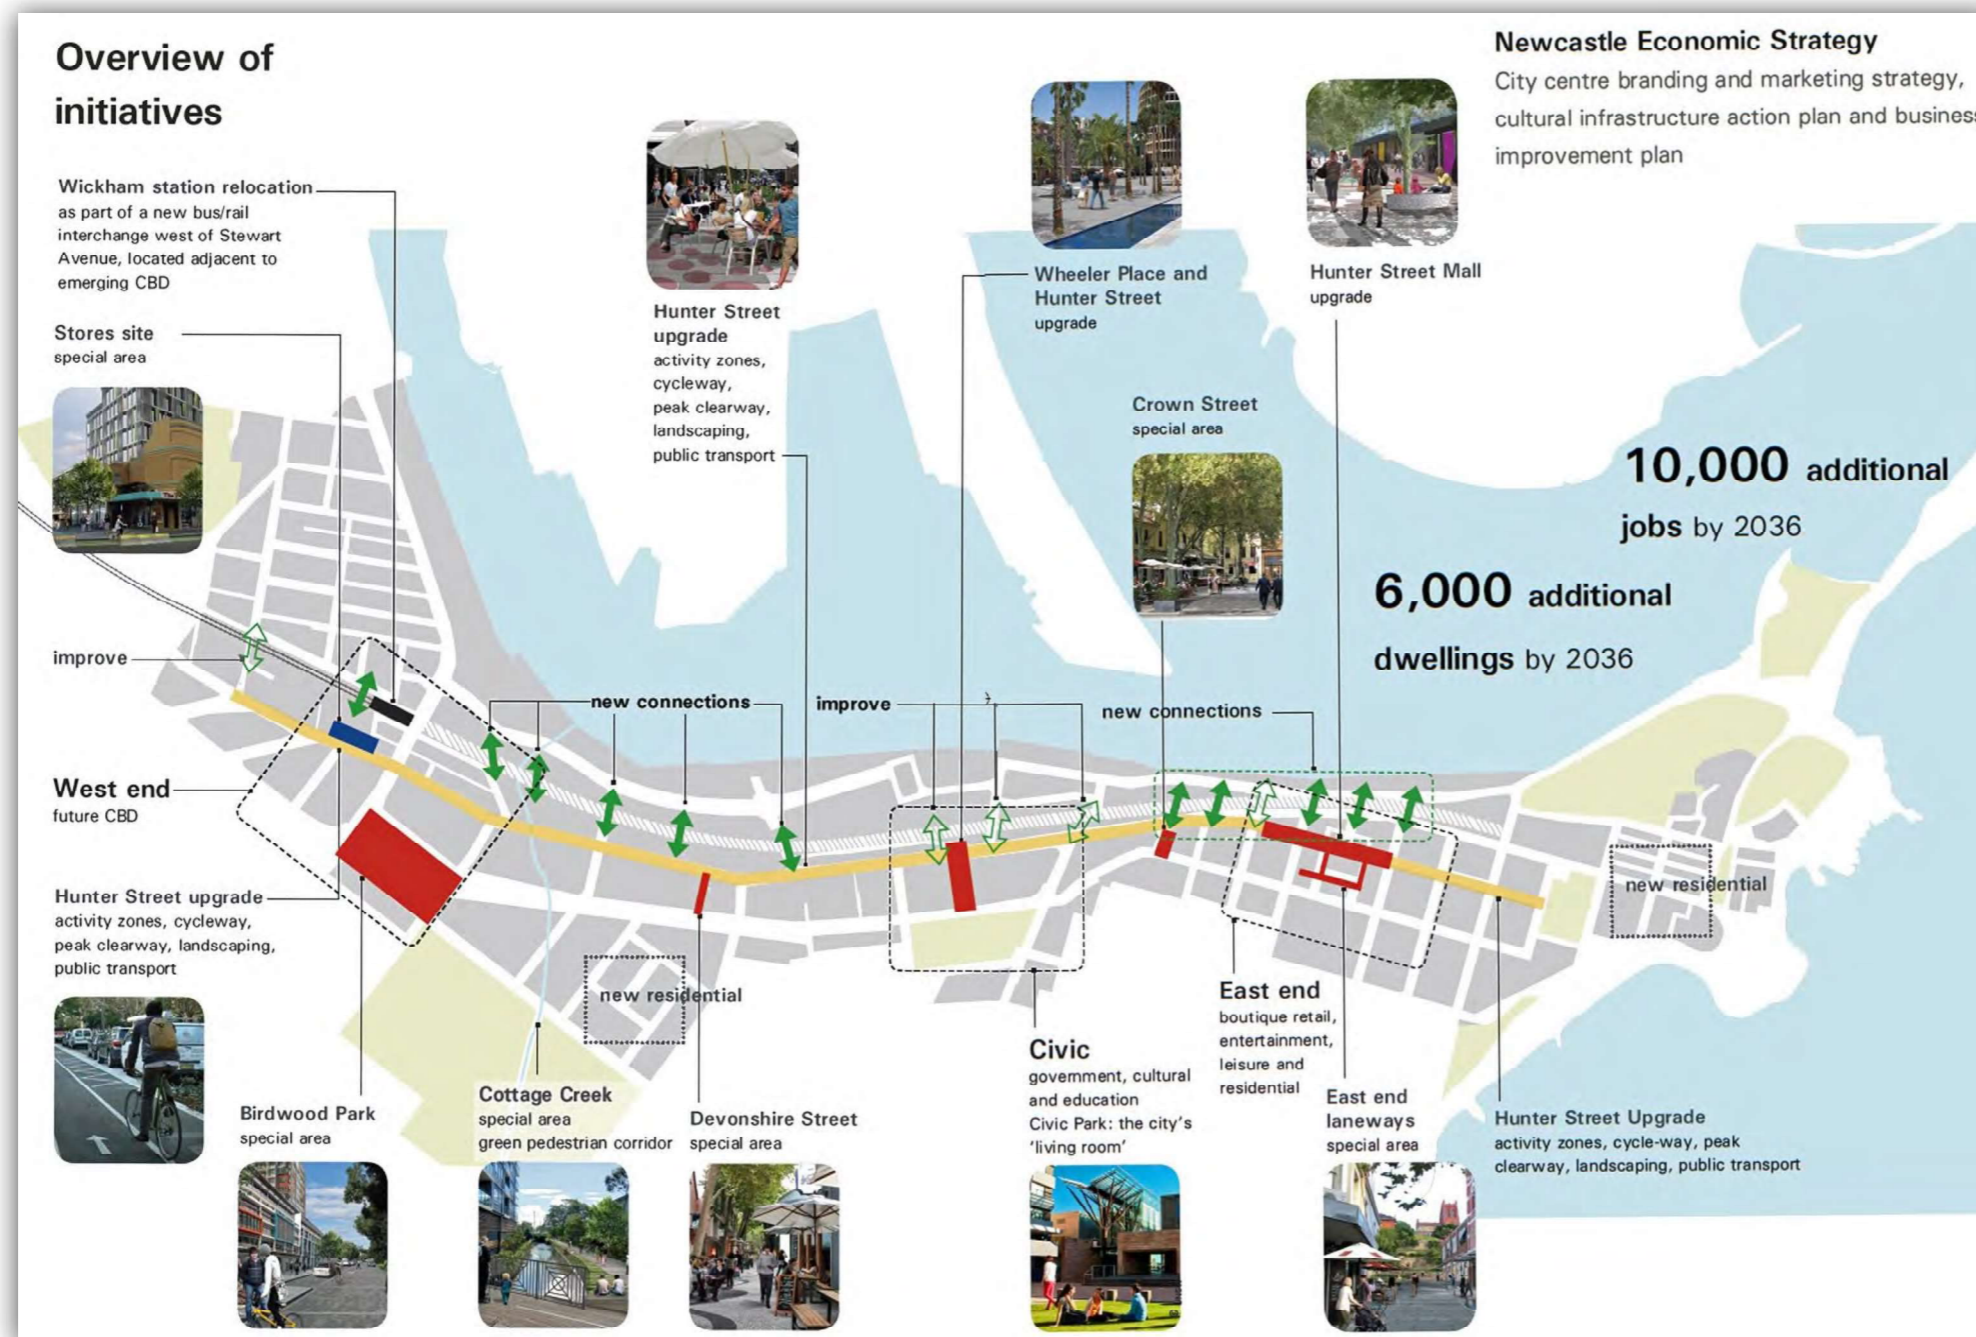 Overview of
initiatives
Newcastle Economic Strategy
City centre branding and marketing strategy,
cultural infrastructure action plan and business
improvement plan
Wickham station relocation
as part of a new bus/rail
interchange west of Stewart
Avenue, located adjacent to
emerging CBD
Stores site
special area
Hunter Street
upgrade
activity zones,
cycleway,
peak clearway,
landscaping,
public transport
Wheeler Place and
Hunter Street
upgrade
Hunter Street Mall
upgrade
Crown Street
special area
10,000 additional
jobs by 2036
6,000 additional
dwellings by 2036
improve
new connections
improve
new connections
West end
future CBD
Hunter Street upgrade
activity zones, cycleway,
peak clearway, landscaping,
public transport
new residential
new residential
Birdwood Park
special area
Cottage Creek
special area
green pedestrian corridor
Devonshire Street
special area
Civic
government, cultural
and education
Civic Park: the city's
'living room'
East end
boutique retail,
entertainment,
leisure and
residential
East end
laneways
special area
Hunter Street Upgrade
activity zones, cycle-way, peak
clearway, landscaping, public transport